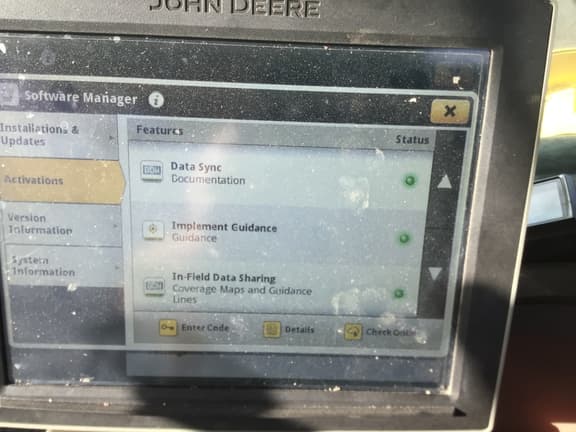 JOHN DEERE
Software Manager i
Installations &
Updates
Activations
Version
Information
System
Information
Features
Status
Data Sync
Documentation
Implement Guidance
Guidance
In-Field Data Sharing
Coverage Maps and Guidance
Lines
Enter Code
Details
Check